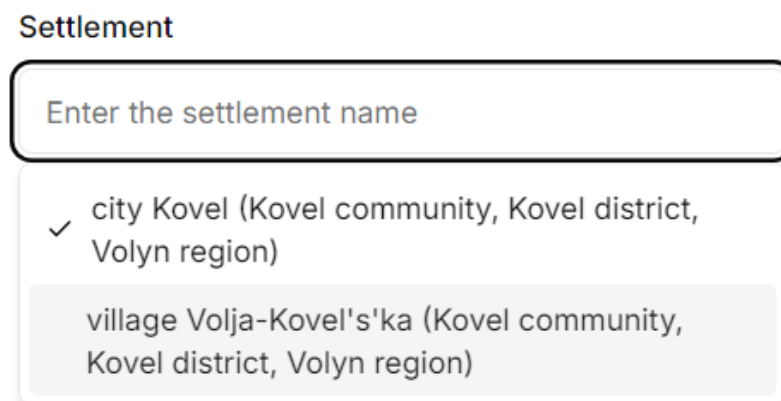 Settlement
Enter the settlement name
city Kovel (Kovel community, Kovel district,
Volyn region)
village Volja-Kovel's'ka (Kovel community,
Kovel district, Volyn region)